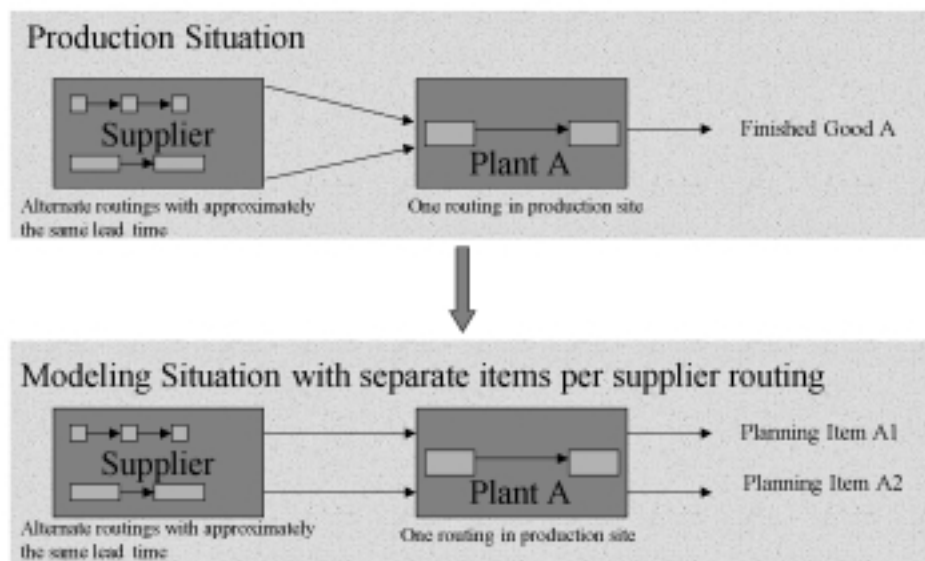 Production Situation
Supplier
Plant A
Finished Good A
Alternate routings with approximately
the same lead time
One routing in production site
Modeling Situation with separate items per supplier routing
Supplier
Plant A
Planning Item A1
Planning Item A2
Alternate routings with approximately
the same lead time
One routing in production site